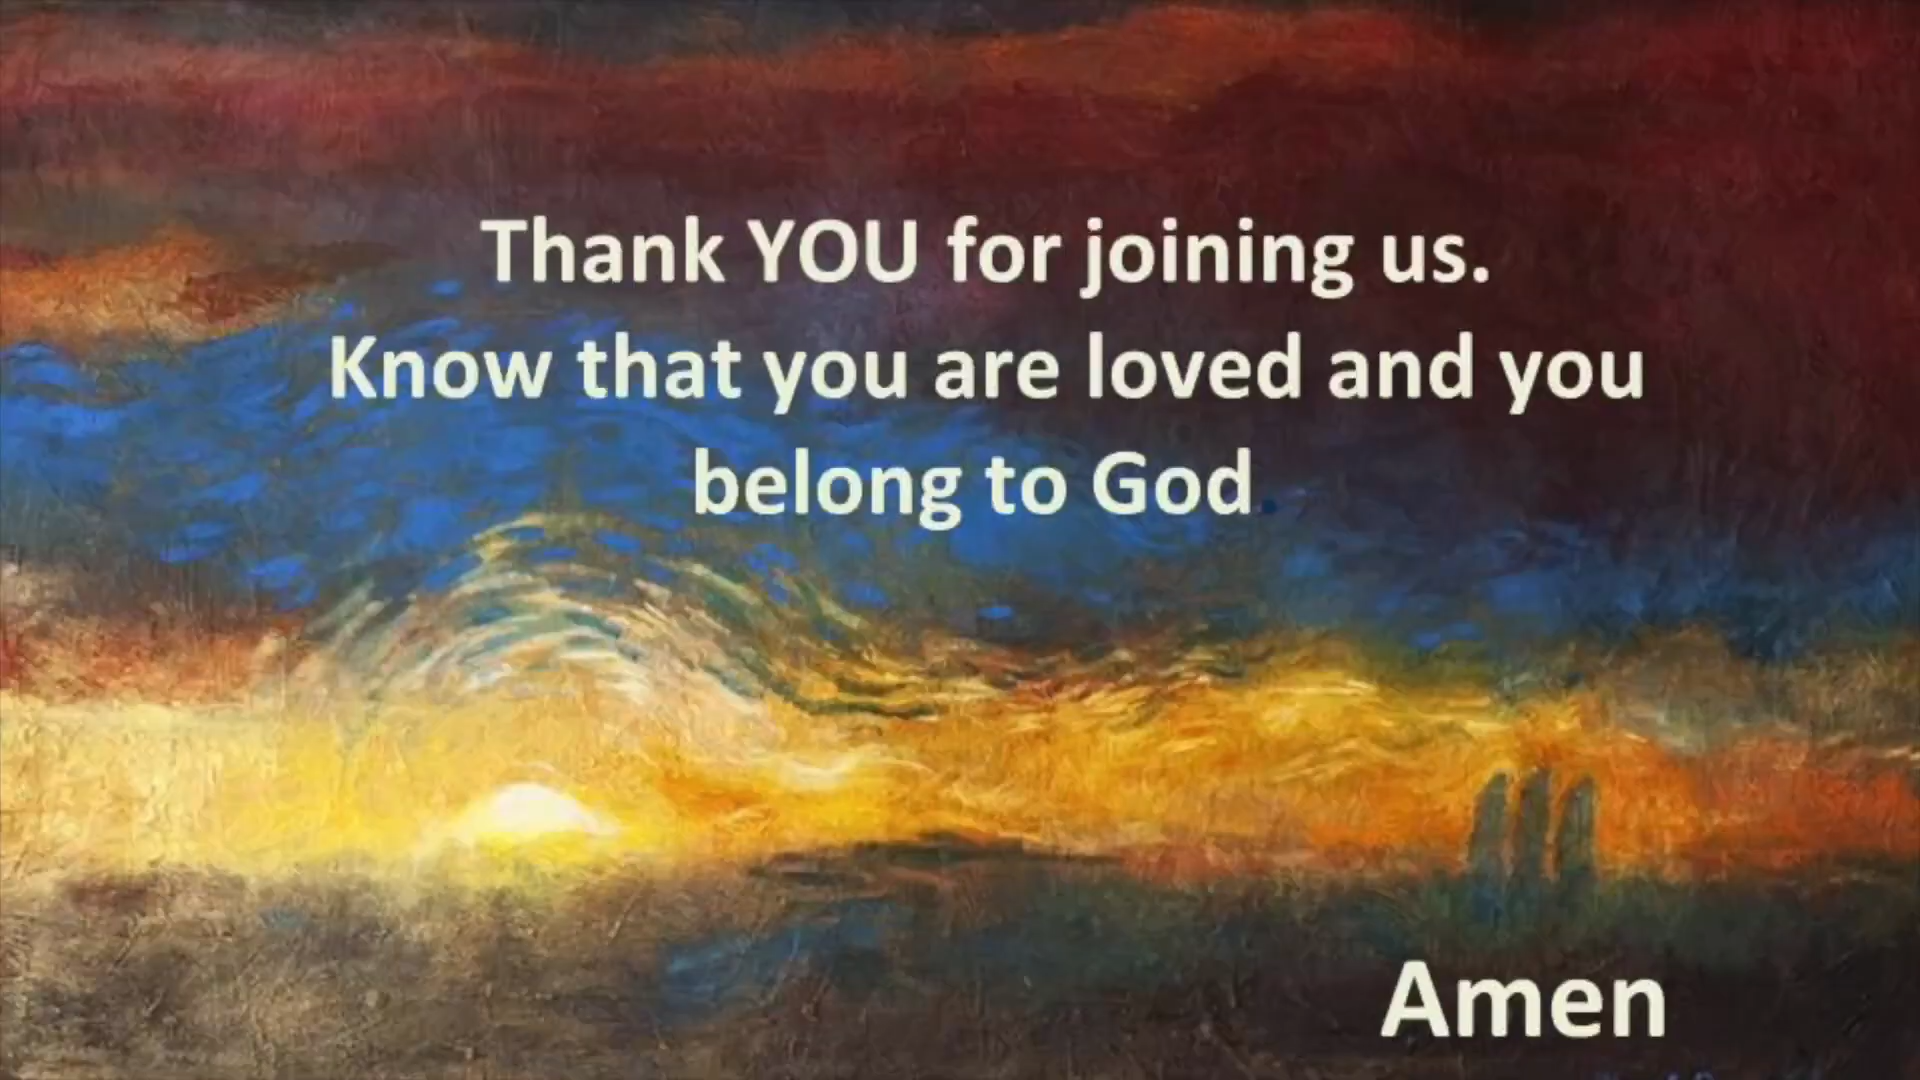 Thank YOU for joining us.
Know that you are loved and you
belong to God.
Amen